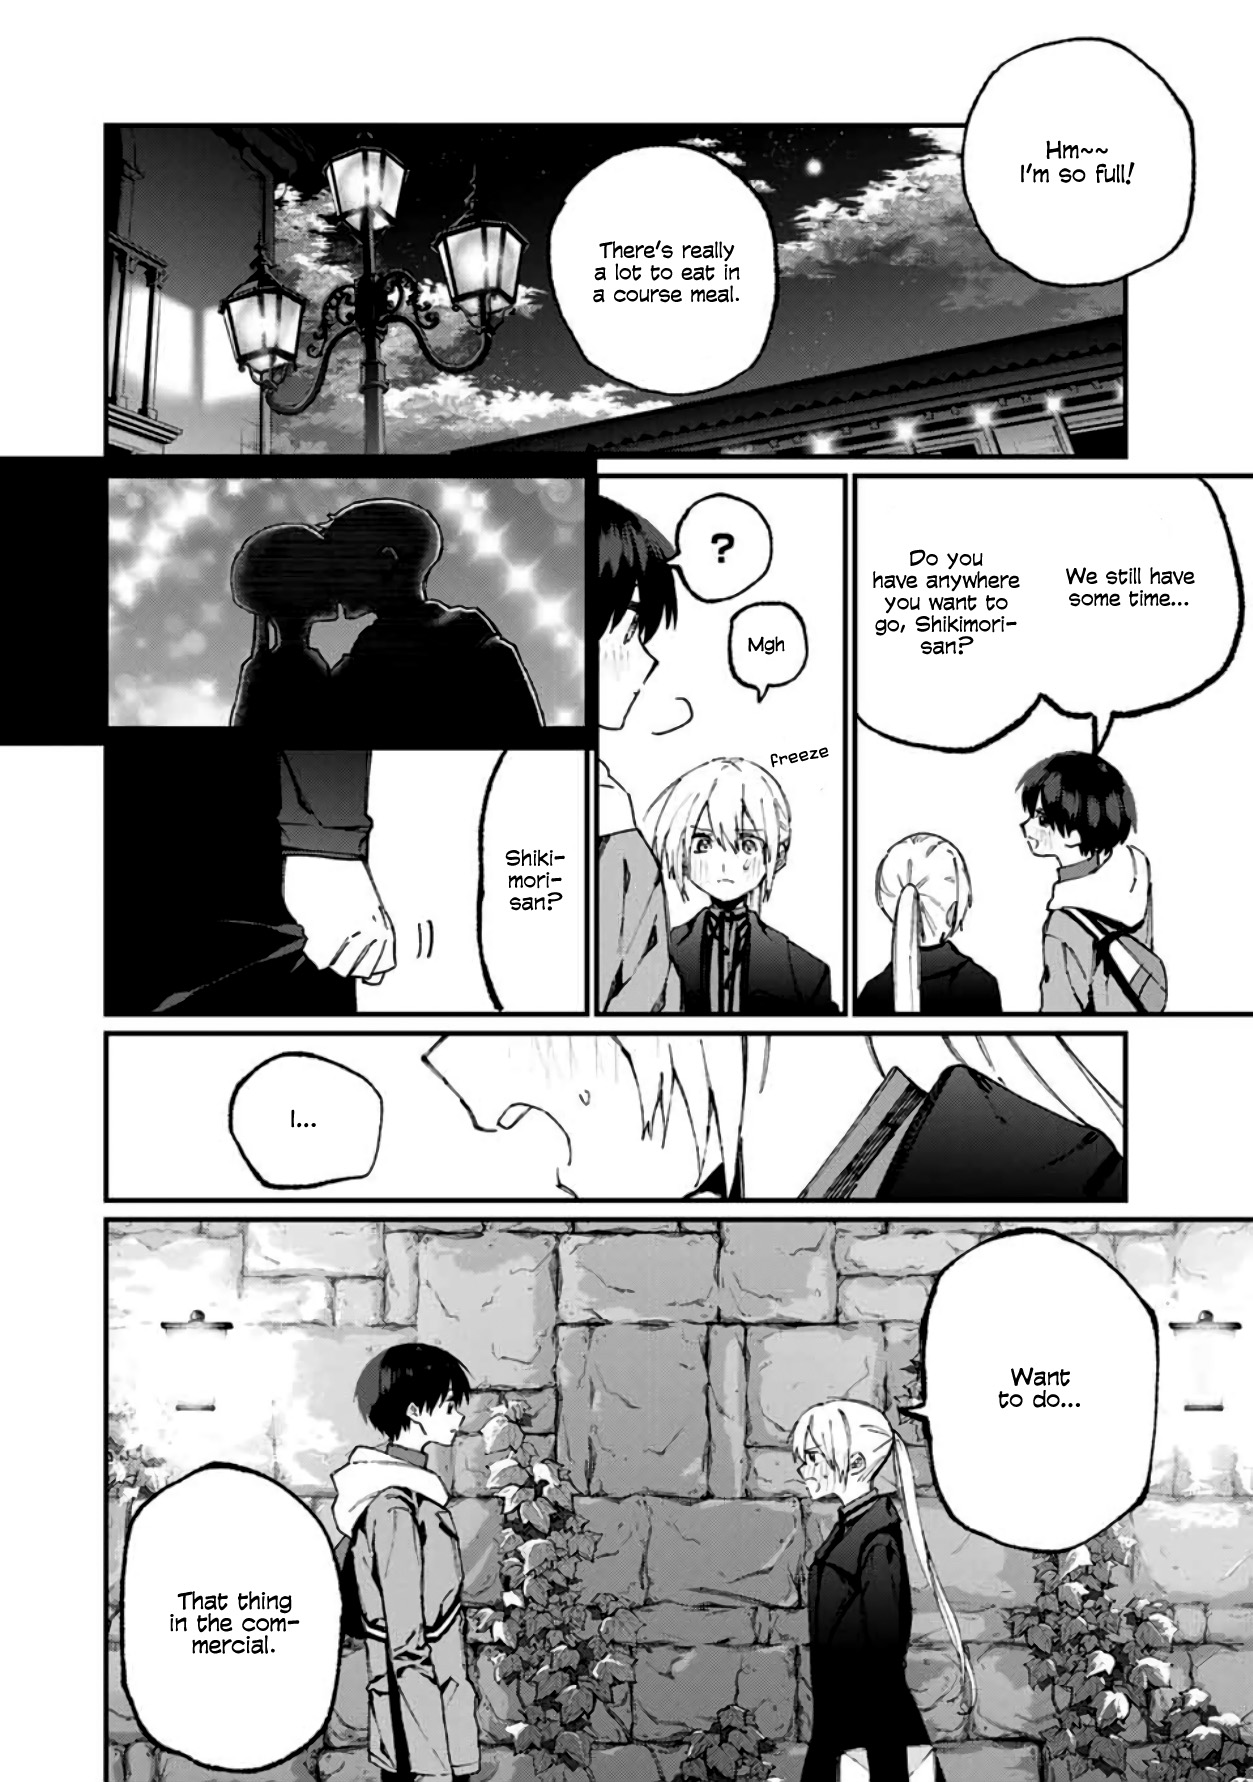 Hm~~
I'm so full!
There's really
a lot to eat in
a course meal.
We still have
some time...
Do you
have anywhere
you want to
go, Shikimori-
san?
?
Mgh
freeze
Shiki-
mori-
san?
I...
Want
to do...
That thing
in the com-
mercial.